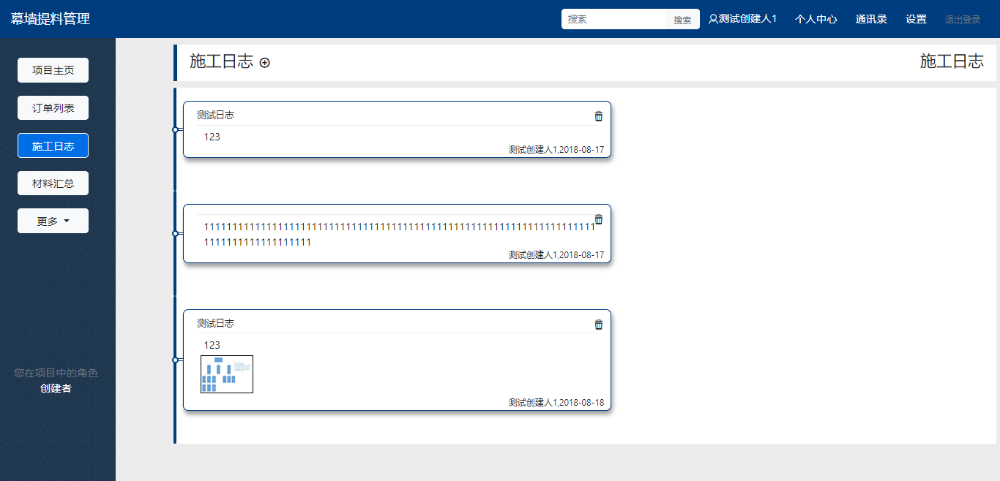 幕墙提料管理
搜索 搜索 测试创建人1 个人中心 通讯录 设置 退出登录
项目主页
订单列表
施工日志
材料汇总
更多
您在项目中的角色
创建者
施工日志 施工日志
测试日志
123
测试创建人1,2018-08-17
111111111111111111111111111111111111111111111111111111111111111111111
1111111111111111111
测试创建人1,2018-08-17
测试日志
123
测试创建人1,2018-08-18